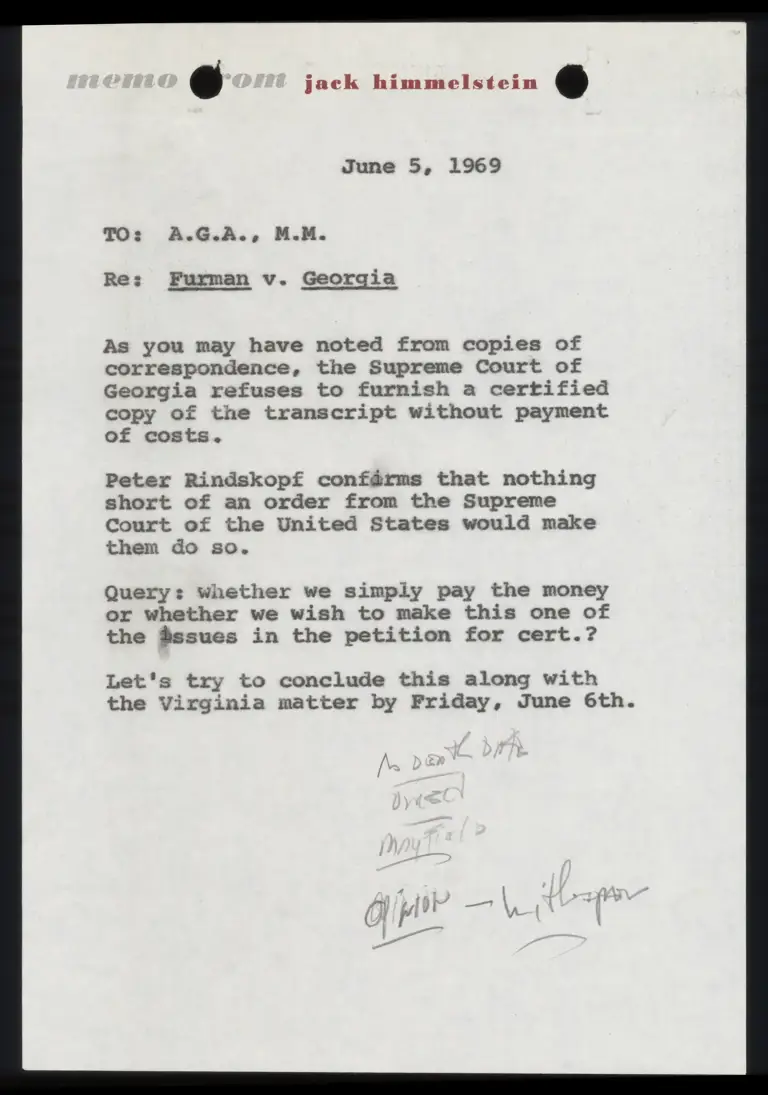 memo from jack himmelstein
June 5, 1969
TO: A.G.A., M.M.
Re: Furman v. Georgia
As you may have noted from copies of
correspondence, the Supreme Court of
Georgia refuses to furnish a certified
copy of the transcript without payment
of costs.
Peter Rindskopf confirms that nothing
short of an order from the Supreme
Court of the United States would make
them do so.
Query: whether we simply pay the money
or whether we wish to make this one of
the issues in the petition for cert.?
Let's try to conclude this along with
the Virginia matter by Friday, June 6th.
No DEATH DATE
Mayfield
OPINION – Witherspoon